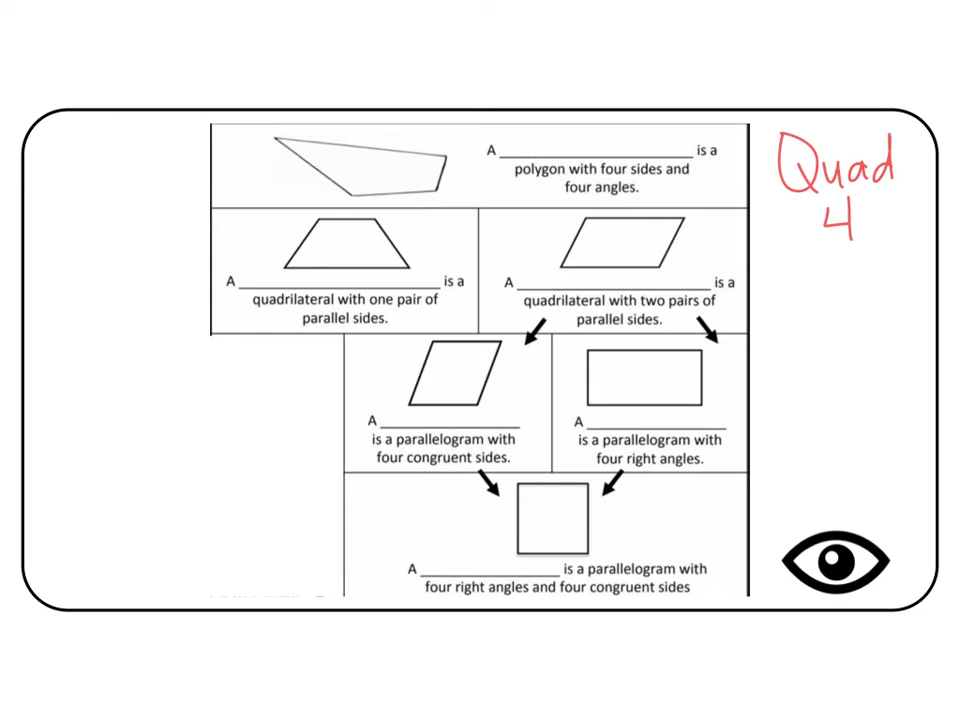 A ______________________ is a
polygon with four sides and
four angles.
Quad
4
A ______________________ is a
quadrilateral with one pair of
parallel sides.
A ______________________ is a
quadrilateral with two pairs of
parallel sides.
A ________________
is a parallelogram with
four congruent sides.
A ________________
is a parallelogram with
four right angles.
A ________________ is a parallelogram with
four right angles and four congruent sides